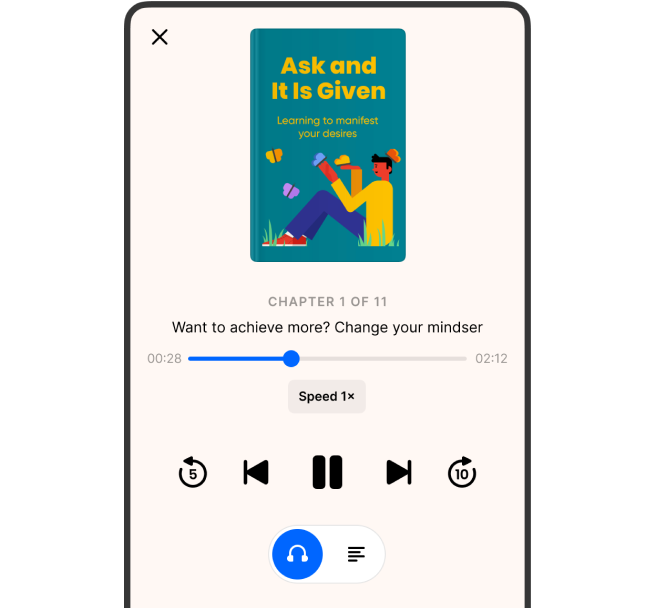 Ask and
It Is Given
Learning to manifest
your desires
CHAPTER 1 OF 11
Want to achieve more? Change your mindser
00:28
02:12
Speed 1×
5
10